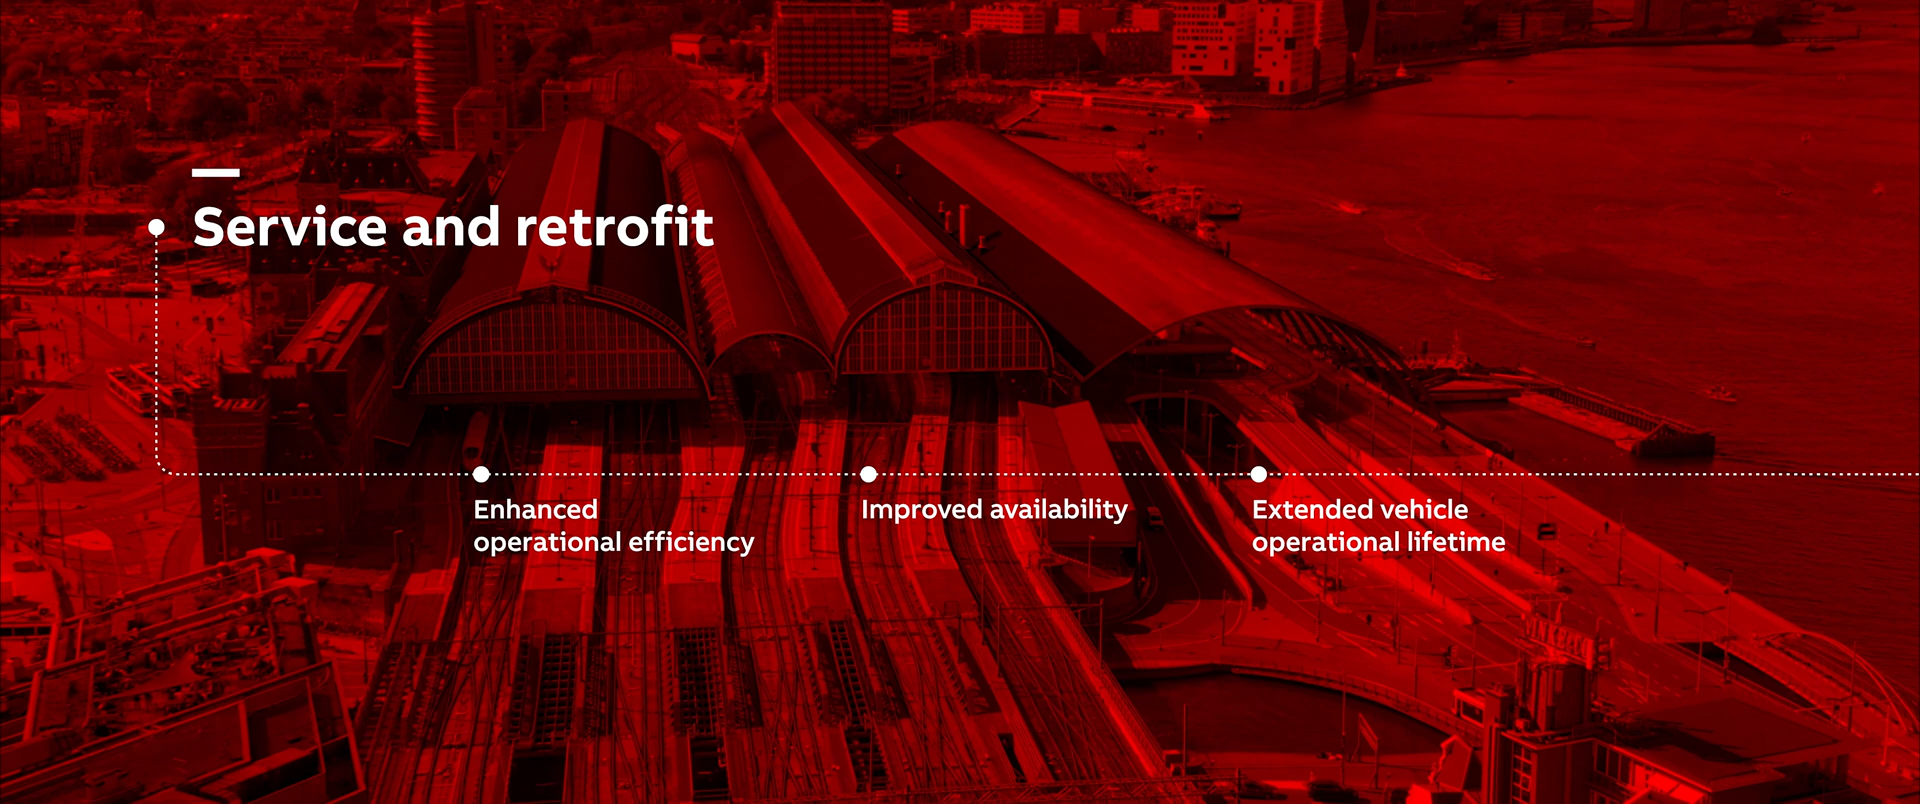 Service and retrofit
Enhanced
operational efficiency
Improved availability
Extended vehicle
operational lifetime